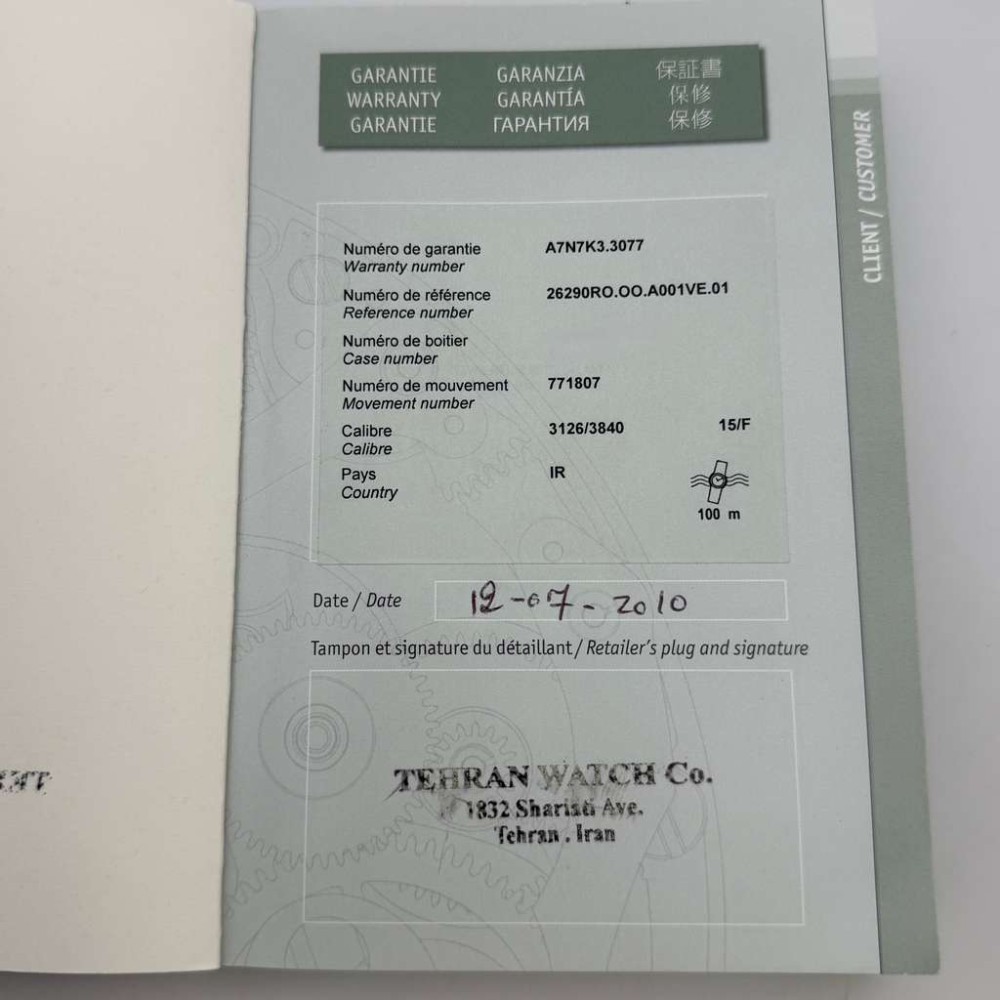 GARANTIE GARANZIA 保証書
WARRANTY GARANTÍA 保修
GARANTIE ГАРАНТИЯ 保修
CLIENT / CUSTOMER
Numéro de garantie A7N7K3.3077
Warranty number
Numéro de référence 26290RO.OO.A001VE.01
Reference number
Numéro de boitier
Case number
Numéro de mouvement 771807
Movement number
Calibre 3126/3840 15/F
Calibre
Pays IR
Country
100 m
Date / Date 12-07-2010
Tampon et signature du détaillant / Retailer's plug and signature
TEHRAN WATCH Co.
1832 Shariati Ave.
Tehran . Iran